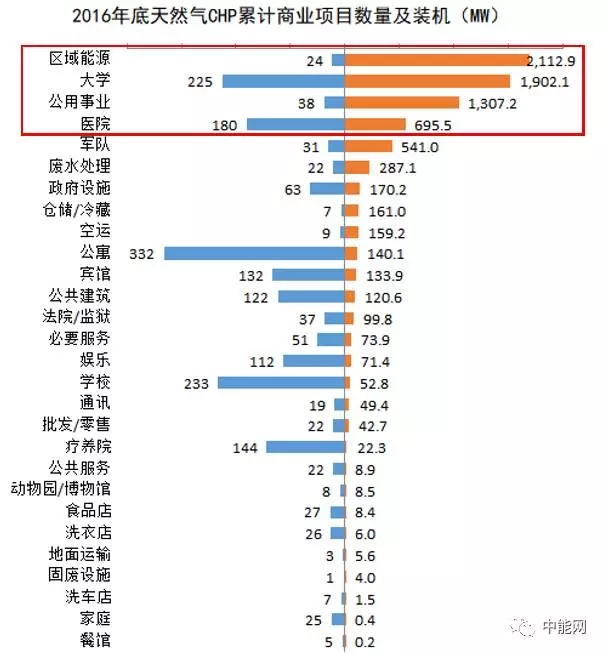 2016年底天然气CHP累计商业项目数量及装机（MW）
区域能源 24 2,112.9
大学 225 1,902.1
公用事业 38 1,307.2
医院 180 695.5
军队 31 541.0
废水处理 22 287.1
政府设施 63 170.2
仓储/冷藏 7 161.0
空运 9 159.2
公寓 332 140.1
宾馆 132 133.9
公共建筑 122 120.6
法院/监狱 37 99.8
必要服务 51 73.9
娱乐 112 71.4
学校 233 52.8
通讯 19 49.4
批发/零售 22 42.7
疗养院 144 22.3
公共服务 22 8.9
动物园/博物馆 8 8.5
食品店 27 8.4
洗衣店 26 6.0
地面运输 3 5.6
固废设施 1 4.0
洗车店 7 1.5
家庭 25 0.4
餐馆 5 0.2
中能网